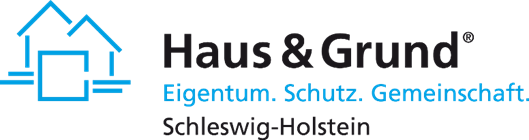 Haus & Grund®
Eigentum. Schutz. Gemeinschaft.
Schleswig-Holstein